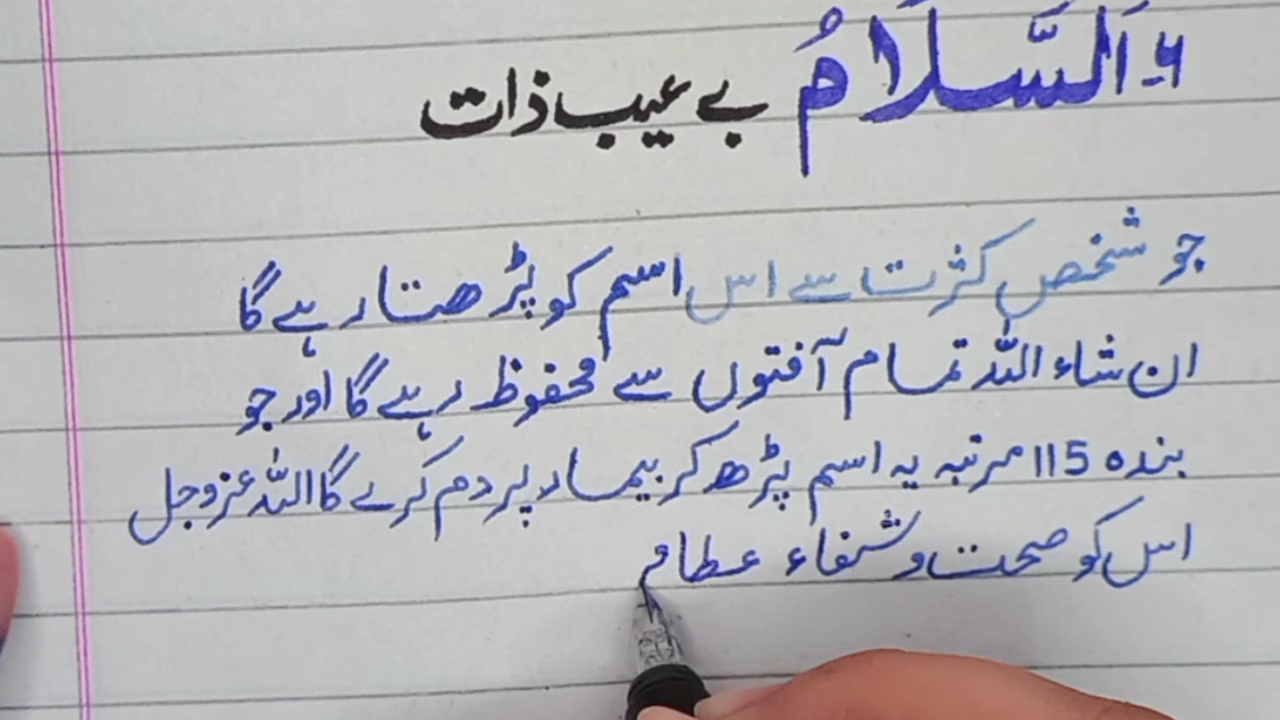 ۶۔ اَلسَّلَامُ بے عیب ذات
جو شخص کثرت سے اس اسم کو پڑھتا رہے گا
ان شاء اللہ تمام آفتوں سے محفوظ رہے گا اور جو
بندہ 115 مرتبہ یہ اسم پڑھ کر بیمار پر دم کرے گا اللہ عزوجل
اس کو صحت و شفاء عطا